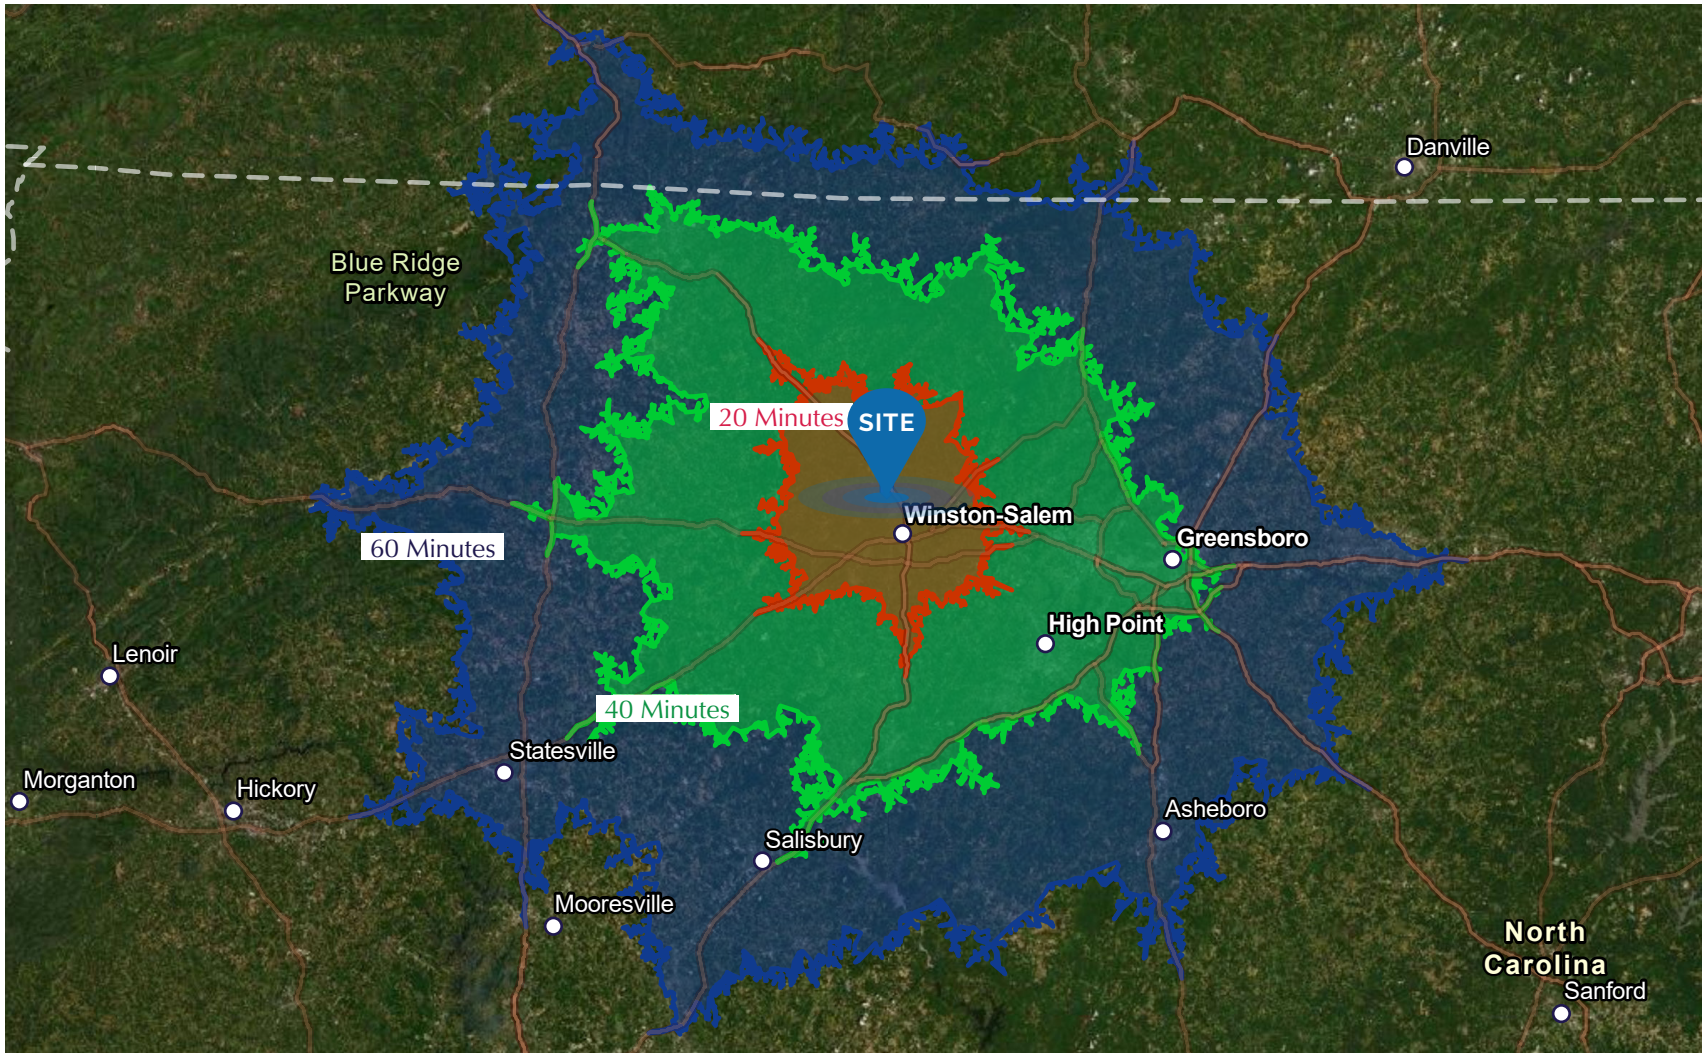 Danville
Blue Ridge
Parkway
20 Minutes
SITE
Winston-Salem
Greensboro
60 Minutes
High Point
Lenoir
40 Minutes
Statesville
Morganton
Hickory
Asheboro
Salisbury
Mooresville
North
Carolina
Sanford